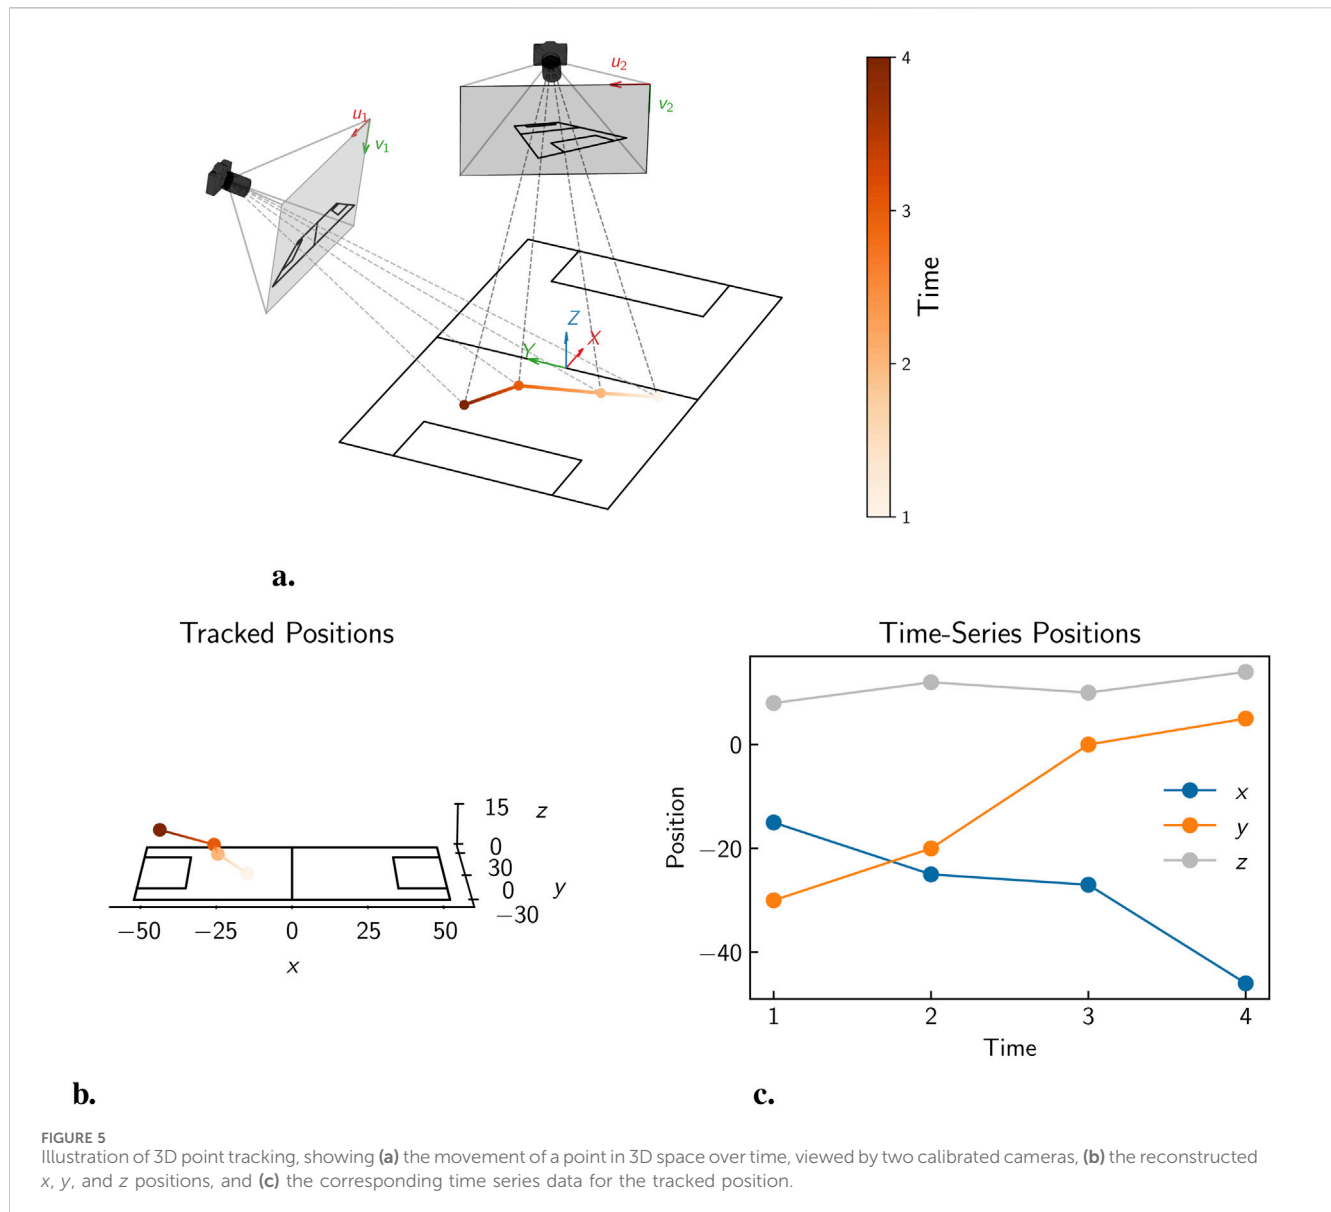 u₂
v₂
u₁
v₁
Z
X
Y
4
3
2
1
Time
a.
Tracked Positions
15
z
0
30
0
y
−30
−50
−25
0
25
50
x
b.
Time-Series Positions
0
−20
−40
Position
x
y
z
1
2
3
4
Time
c.
FIGURE 5
Illustration of 3D point tracking, showing (a) the movement of a point in 3D space over time, viewed by two calibrated cameras, (b) the reconstructed
x, y, and z positions, and (c) the corresponding time series data for the tracked position.